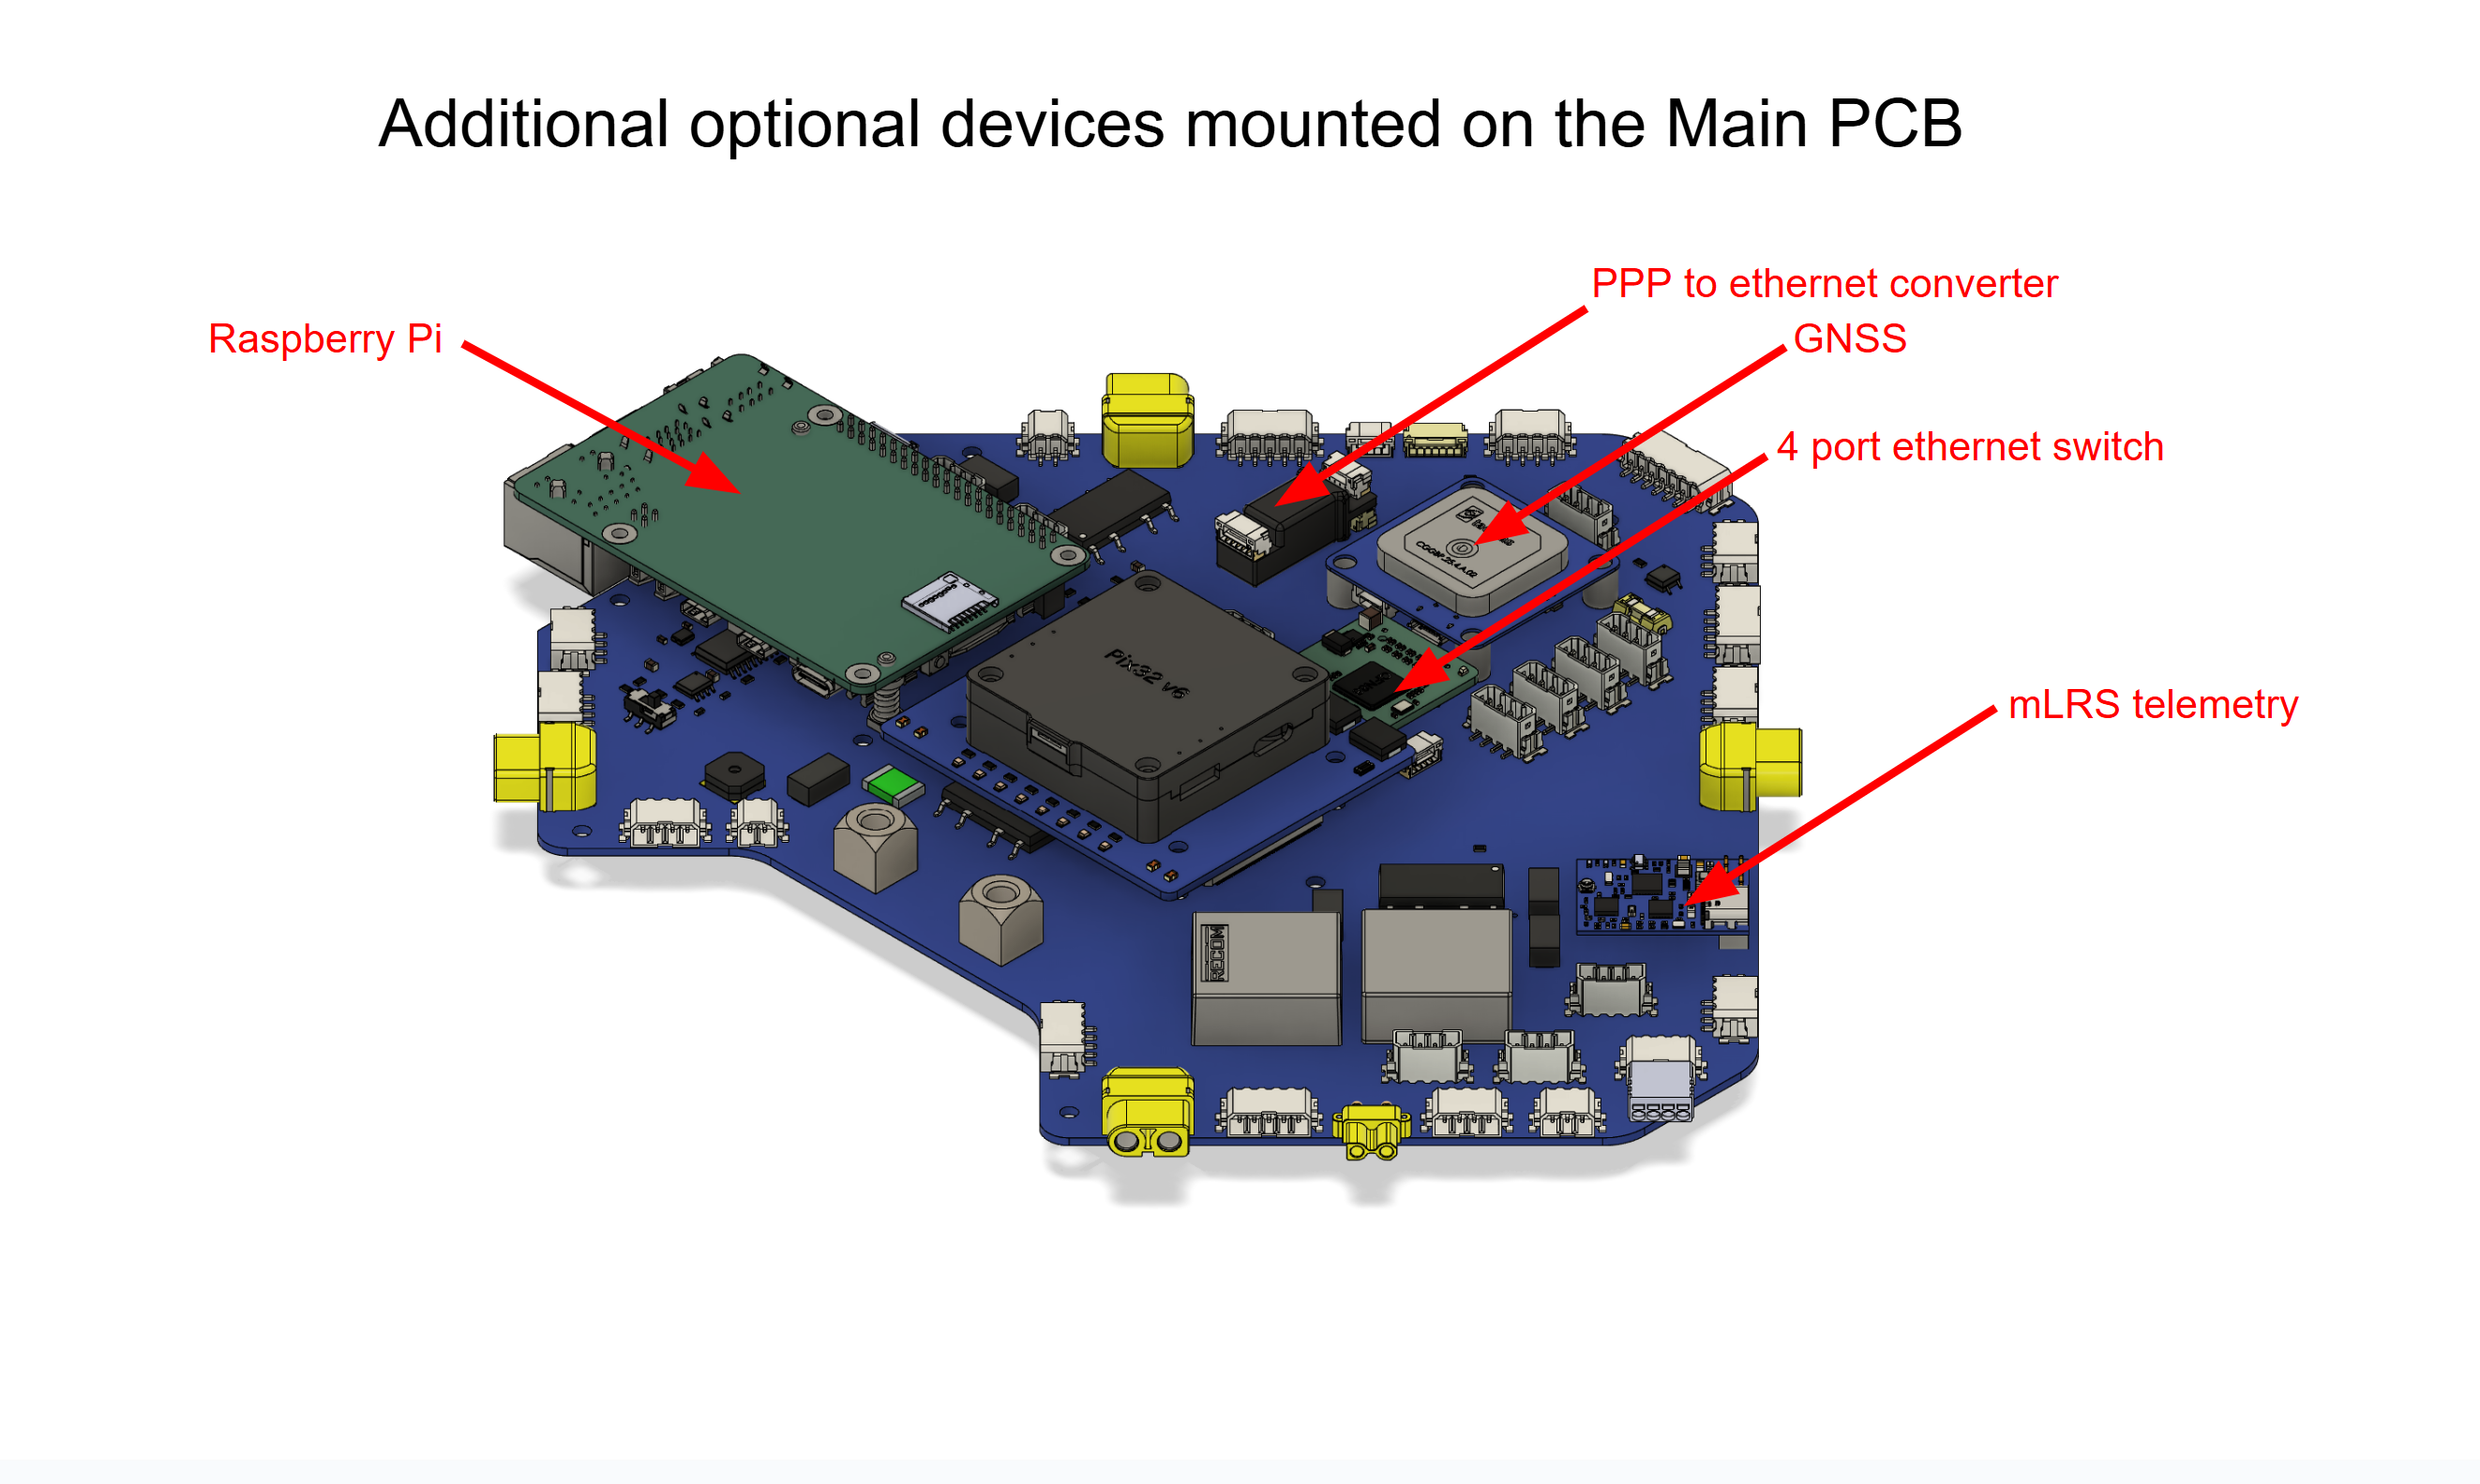 Additional optional devices mounted on the Main PCB
PPP to ethernet converter
Raspberry Pi
GNSS
4 port ethernet switch
Pix32 v6
mLRS telemetry
RECOM